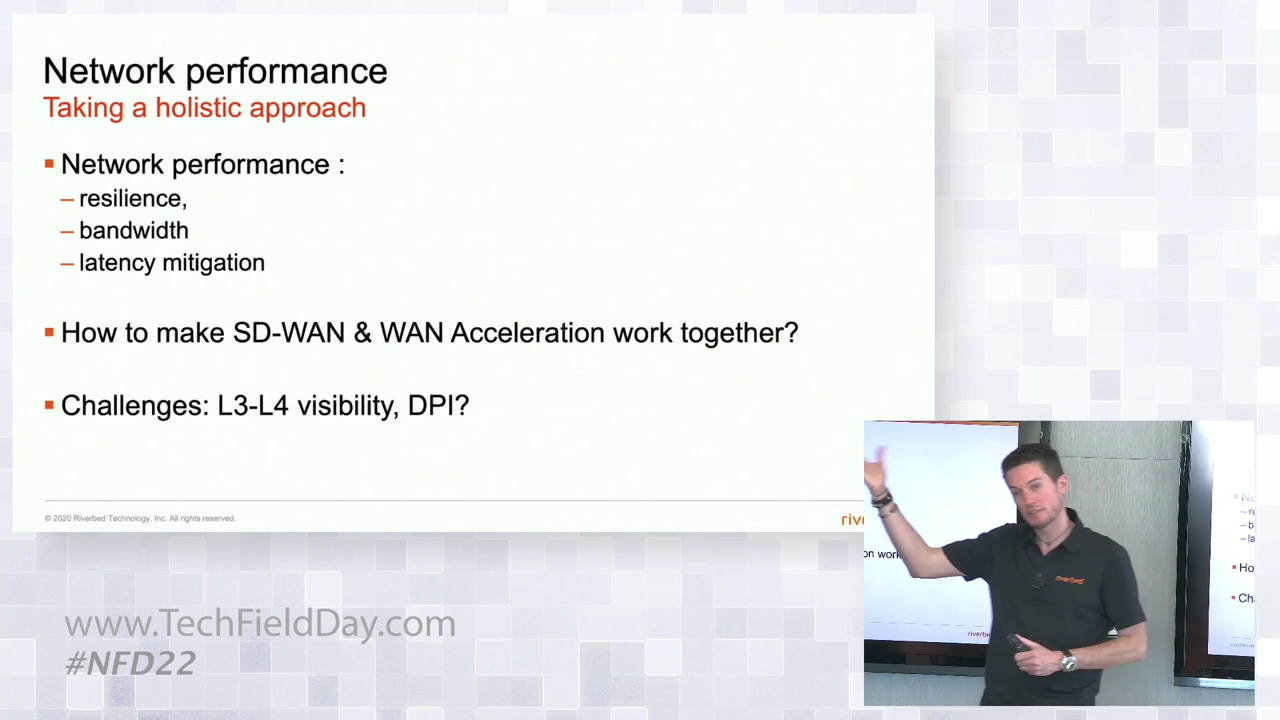 Network performance
Taking a holistic approach
Network performance :
– resilience,
– bandwidth
– latency mitigation
How to make SD-WAN & WAN Acceleration work together?
Challenges: L3-L4 visibility, DPI?
© 2020 Riverbed Technology, Inc. All rights reserved.
www.TechFieldDay.com
#NFD22
riverbed